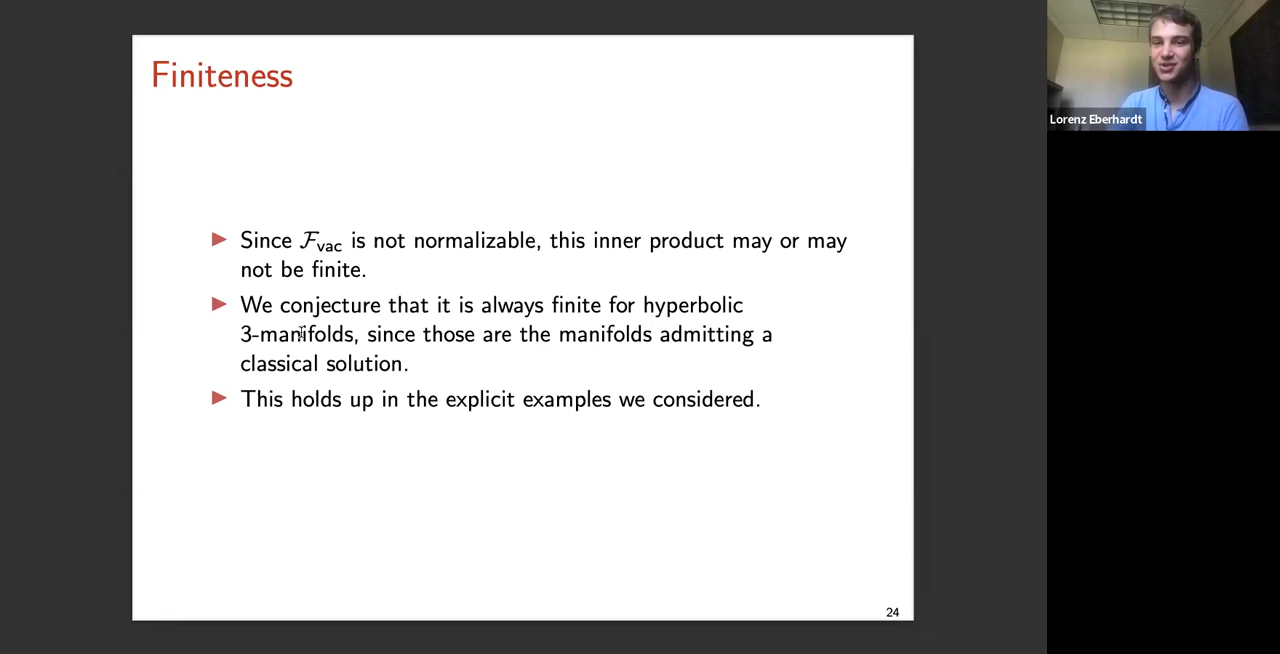 Finiteness
Lorenz Eberhardt
▶ Since 𝓕vac is not normalizable, this inner product may or may
not be finite.
▶ We conjecture that it is always finite for hyperbolic
3-manifolds, since those are the manifolds admitting a
classical solution.
▶ This holds up in the explicit examples we considered.
24